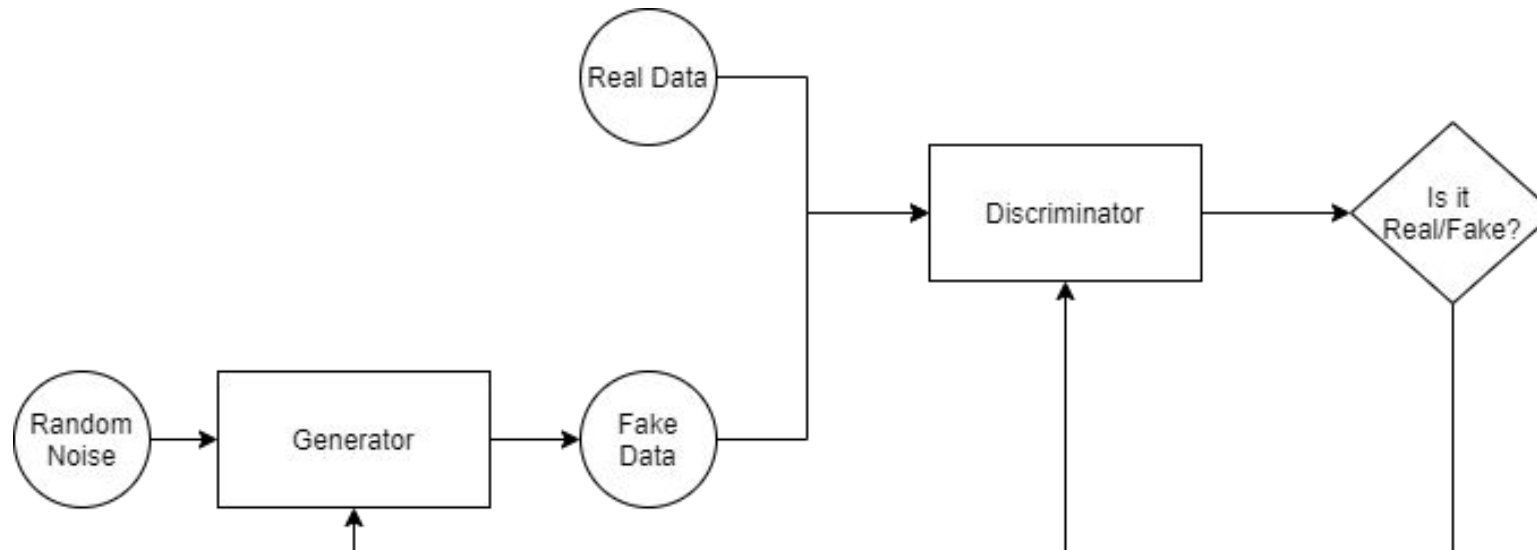 Real Data
Discriminator
Is it
Real/Fake?
Random
Noise
Generator
Fake
Data